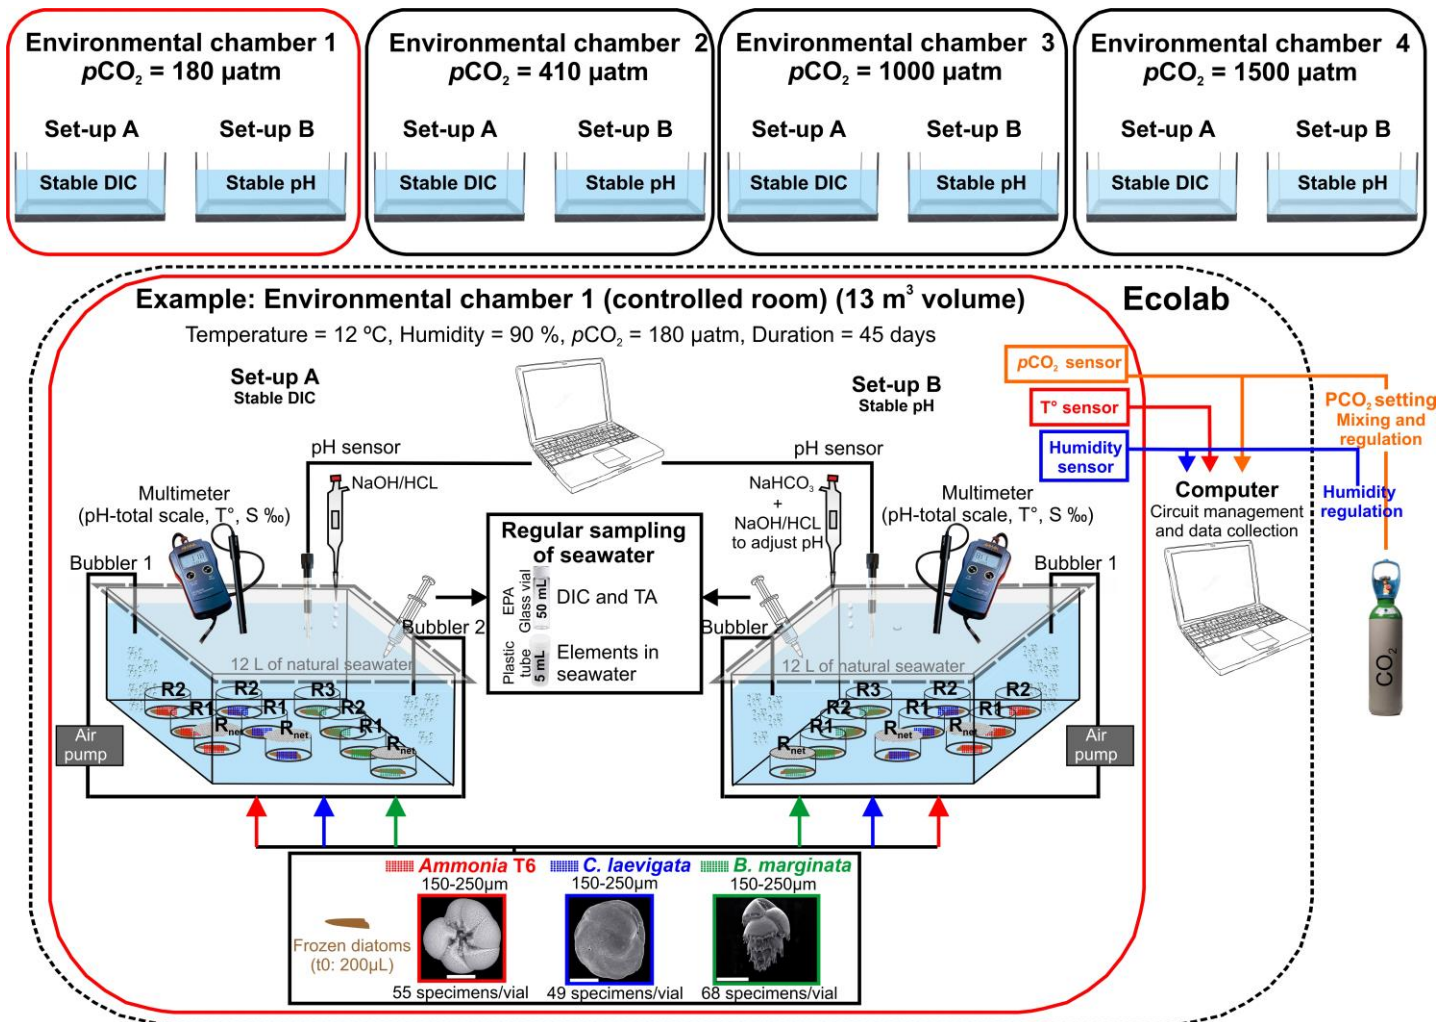 Environmental chamber 1
pCO₂ = 180 µatm
Set-up A
Set-up B
Stable DIC
Stable pH
Environmental chamber 2
pCO₂ = 410 µatm
Set-up A
Set-up B
Stable DIC
Stable pH
Environmental chamber 3
pCO₂ = 1000 µatm
Set-up A
Set-up B
Stable DIC
Stable pH
Environmental chamber 4
pCO₂ = 1500 µatm
Set-up A
Set-up B
Stable DIC
Stable pH
Example: Environmental chamber 1 (controlled room) (13 m³ volume)
Ecolab
Temperature = 12 ºC, Humidity = 90 %, pCO₂ = 180 µatm, Duration = 45 days
Set-up A
Stable DIC
Set-up B
Stable pH
pCO₂ sensor
T° sensor
Humidity
sensor
PCO₂ setting
Mixing and
regulation
Humidity
regulation
Computer
Circuit management
and data collection
CO₂
pH sensor
pH sensor
NaOH/HCL
Multimeter
(pH-total scale, T°, S ‰)
NaHCO₃
+
NaOH/HCL
to adjust pH
Multimeter
(pH-total scale, T°, S ‰)
Bubbler 1
Bubbler 2
Bubbler
Bubbler 1
Regular sampling
of seawater
EPA
Glass vial
50 mL
DIC and TA
Plastic
tube
5 mL
Elements in
seawater
12 L of natural seawater
12 L of natural seawater
R2
R2
R3
R1
R2
R1
Rnet
Rnet
Rnet
R3
R2
R2
R2
R1
R1
R1
Rnet
Rnet
Rnet
Air
pump
Air
pump
Ammonia T6
150-250µm
55 specimens/vial
C. laevigata
150-250µm
49 specimens/vial
B. marginata
150-250µm
68 specimens/vial
Frozen diatoms
(t0: 200µL)